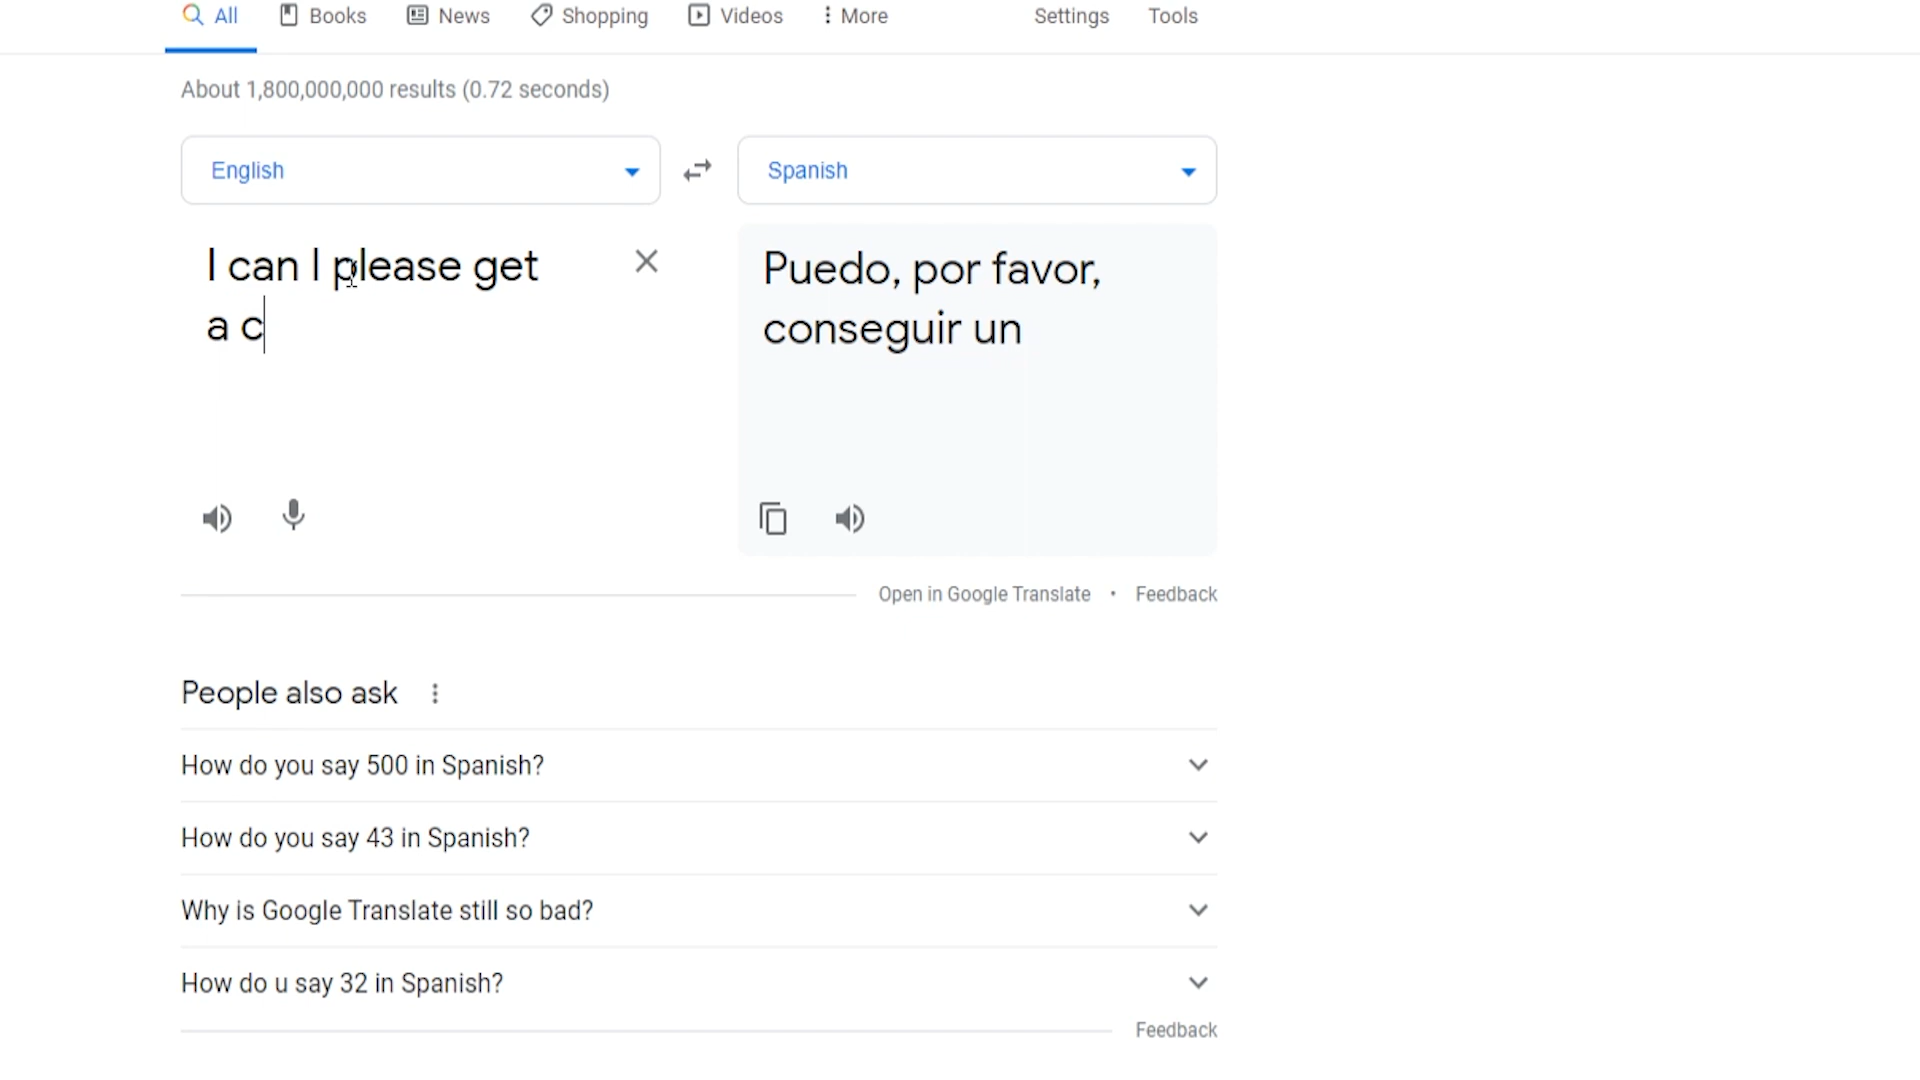 All Books News Shopping Videos More Settings Tools
About 1,800,000,000 results (0.72 seconds)
English Spanish
I can I please get
a c
Puedo, por favor,
conseguir un
Open in Google Translate • Feedback
People also ask
How do you say 500 in Spanish?
How do you say 43 in Spanish?
Why is Google Translate still so bad?
How do u say 32 in Spanish?
Feedback